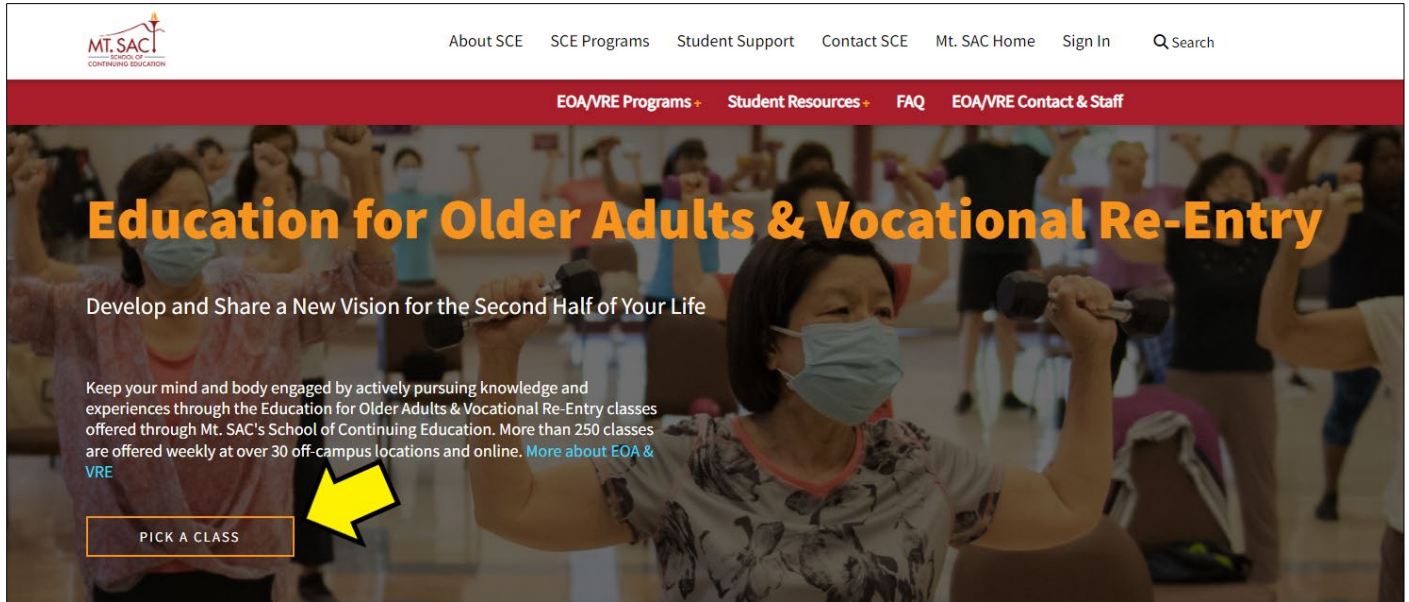 MT. SAC
SCHOOL OF
CONTINUING EDUCATION
About SCE SCE Programs Student Support Contact SCE Mt. SAC Home Sign In Search
EOA/VRE Programs+ Student Resources+ FAQ EOA/VRE Contact & Staff
Education for Older Adults & Vocational Re-Entry
Develop and Share a New Vision for the Second Half of Your Life
Keep your mind and body engaged by actively pursuing knowledge and
experiences through the Education for Older Adults & Vocational Re-Entry classes
offered through Mt. SAC's School of Continuing Education. More than 250 classes
are offered weekly at over 30 off-campus locations and online. More about EOA &
VRE
PICK A CLASS